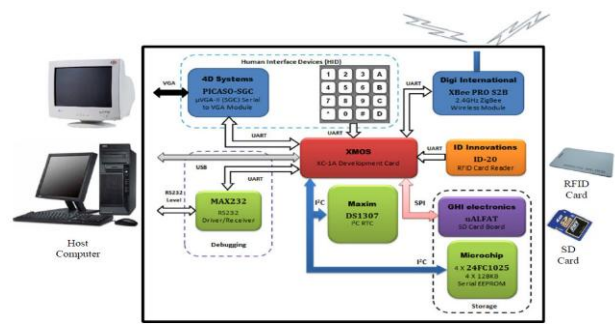 Human Interface Devices (HID)
4D Systems
PICASO-SGC
µVGA-II (SGC) Serial
to VGA Module
VGA
1 2 3 A
4 5 6 B
7 8 9 C
* 0 # D
Digi International
XBee PRO S2B
2.4GHz ZigBee
Wireless Module
UART
UART
UART
XMOS
XC-1A Development Card
UART
ID Innovations
ID-20
RFID Card Reader
USB
UART
RS232
Level
MAX232
RS232
Driver/Receiver
Debugging
I²C
Maxim
DS1307
I²C RTC
SPI
GHI electronics
uALFAT
SD Card Board
I²C
Microchip
4 X 24FC1025
4 X 128KB
Serial EEPROM
Storage
Host
Computer
RFID
Card
SD
Card